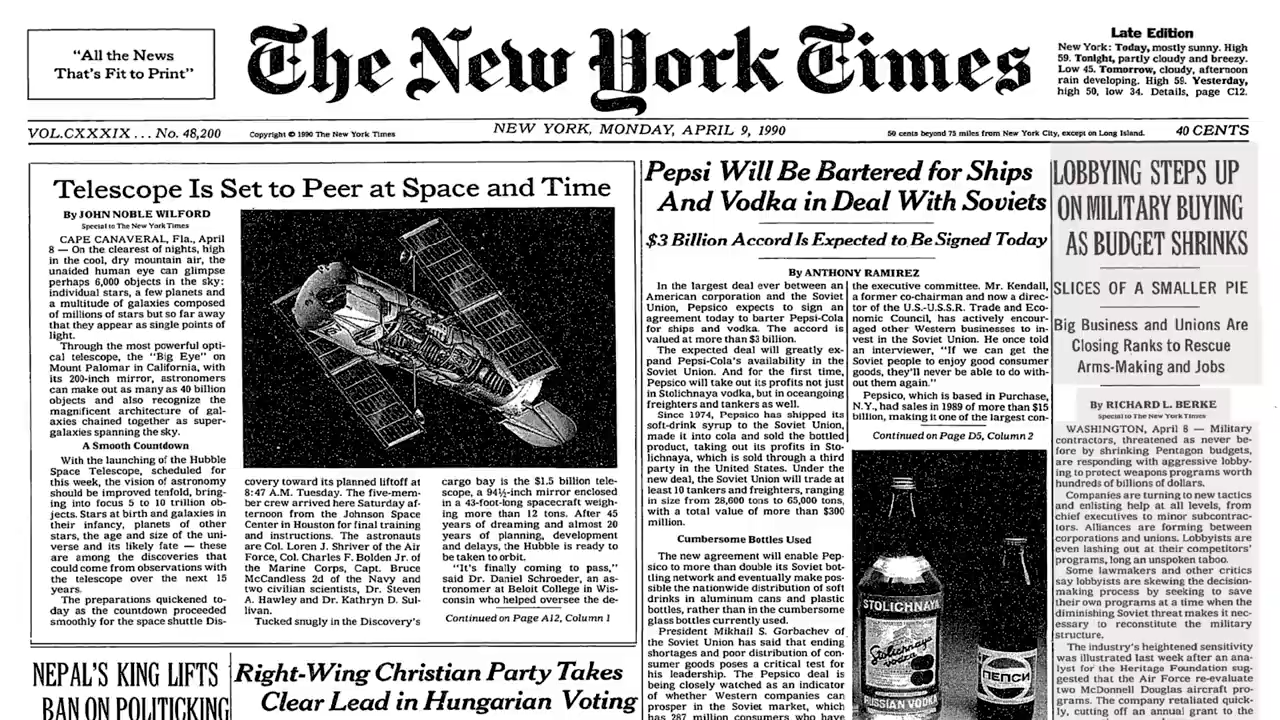 "All the News
That's Fit to Print"
The New York Times
Late Edition
New York: Today, mostly sunny. High
59. Tonight, partly cloudy and breezy.
Low 45. Tomorrow, cloudy, afternoon
rain developing. High 59. Yesterday,
high 50, low 34. Details, page C12.
VOL.CXXXIX . . . No. 48,200
Copyright © 1990 The New York Times
NEW YORK, MONDAY, APRIL 9, 1990
50 cents beyond 75 miles from New York City, except on Long Island.
40 CENTS
Telescope Is Set to Peer at Space and Time
By JOHN NOBLE WILFORD
Special to The New York Times
CAPE CANAVERAL, Fla., April
8 — On the clearest of nights, high
in the cool, dry mountain air, the
unaided human eye can glimpse
perhaps 6,000 objects in the sky:
individual stars, a few planets and
a multitude of galaxies composed
of millions of stars but so far away
that they appear as single points of
light.
Through the most powerful opti-
cal telescope, the "Big Eye" on
Mount Palomar in California, with
its 200-inch mirror, astronomers
can make out as many as 40 billion
objects and also recognize the
magnificent architecture of gal-
axies chained together as super-
galaxies spanning the sky.
A Smooth Countdown
With the launching of the Hubble
Space Telescope, scheduled for
this week, the vision of astronomy
should be improved tenfold, bring-
ing into focus 5 to 10 trillion ob-
jects. Stars at birth and galaxies in
their infancy, planets of other
stars, the age and size of the uni-
verse and its likely fate — these
are among the discoveries that
could come from observations with
the telescope over the next 15
years.
The preparations quickened to-
day as the countdown proceeded
smoothly for the space shuttle Dis-
covery toward its planned liftoff at
8:47 A.M. Tuesday. The five-mem-
ber crew arrived here Saturday af-
ternoon from the Johnson Space
Center in Houston for final training
and instructions. The astronauts
are Col. Loren J. Shriver of the Air
Force, Col. Charles F. Bolden Jr. of
the Marine Corps, Capt. Bruce
McCandless 2d of the Navy and
two civilian scientists, Dr. Steven
A. Hawley and Dr. Kathryn D. Sul-
livan.
Tucked snugly in the Discovery's
cargo bay is the $1.5 billion tele-
scope, a 94½-inch mirror enclosed
in a 43-foot-long spacecraft weigh-
ing more than 12 tons. After 45
years of dreaming and almost 20
years of planning, development
and delays, the Hubble is ready to
be taken to orbit.
"It's finally coming to pass,"
said Dr. Daniel Schroeder, an as-
tronomer at Beloit College in Wis-
consin who helped oversee the de-
Continued on Page A12, Column 1
Pepsi Will Be Bartered for Ships
And Vodka in Deal With Soviets
$3 Billion Accord Is Expected to Be Signed Today
By ANTHONY RAMIREZ
In the largest deal ever between an
American corporation and the Soviet
Union, Pepsico expects to sign an
agreement today to barter Pepsi-Cola
for ships and vodka. The accord is
valued at more than $3 billion.
The expected deal will greatly ex-
pand Pepsi-Cola's availability in the
Soviet Union. And for the first time,
Pepsico will take out its profits not just
in Stolichnaya vodka, but in oceangoing
freighters and tankers as well.
Since 1974, Pepsico has shipped its
soft-drink syrup to the Soviet Union,
made it into cola and sold the bottled
product, taking out its profits in Sto-
lichnaya, which is sold through a third
party in the United States. Under the
new deal, the Soviet Union will trade at
least 10 tankers and freighters, ranging
in size from 28,600 tons to 65,000 tons,
with a total value of more than $300
million.
Cumbersome Bottles Used
The new agreement will enable Pep-
sico to more than double its Soviet bot-
tling network and eventually make pos-
sible the nationwide distribution of soft
drinks in aluminum cans and plastic
bottles, rather than in the cumbersome
glass bottles currently used.
President Mikhail S. Gorbachev of
the Soviet Union has said that ending
shortages and poor distribution of con-
sumer goods poses a critical test for
his leadership. The Pepsico deal is
being closely watched as an indicator
of whether Western companies can
prosper in the Soviet market, which
has 287 million consumers who have
the executive committee. Mr. Kendall,
a former co-chairman and now a direc-
tor of the U.S.-U.S.S.R. Trade and Eco-
nomic Council, has actively encour-
aged other Western businesses to in-
vest in the Soviet Union. He once told
an interviewer, "If we can get the
Soviet people to enjoy good consumer
goods, they'll never be able to do with-
out them again."
Pepsico, which is based in Purchase,
N.Y., had sales in 1989 of more than $15
billion, making it one of the largest con-
Continued on Page D5, Column 2
STOLICHNAYA
Stolichnaya
vodka
RUSSIAN VODKA
ПЕПСИ
LOBBYING STEPS UP
ON MILITARY BUYING
AS BUDGET SHRINKS
SLICES OF A SMALLER PIE
Big Business and Unions Are
Closing Ranks to Rescue
Arms-Making and Jobs
By RICHARD L. BERKE
Special to The New York Times
WASHINGTON, April 8 — Military
contractors, threatened as never be-
fore by shrinking Pentagon budgets,
are responding with aggressive lobby-
ing to protect weapons programs worth
hundreds of billions of dollars.
Companies are turning to new tactics
and enlisting help at all levels, from
chief executives to minor subcontrac-
tors. Alliances are forming between
corporations and unions. Lobbyists are
even lashing out at their competitors'
programs, long an unspoken taboo.
Some lawmakers and other critics
say lobbyists are skewing the decision-
making process by seeking to save
their own programs at a time when the
diminishing Soviet threat makes it nec-
essary to reconstitute the military
structure.
The industry's heightened sensitivity
was illustrated last week after an ana-
lyst for the Heritage Foundation sug-
gested that the Air Force re-evaluate
two McDonnell Douglas aircraft pro-
grams. The company retaliated quick-
ly, cutting off an annual grant to the
NEPAL'S KING LIFTS
BAN ON POLITICKING
Right-Wing Christian Party Takes
Clear Lead in Hungarian Voting